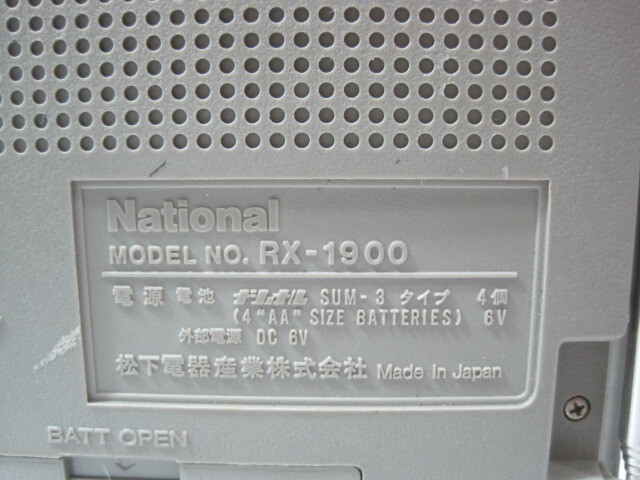 National
MODEL NO. RX-1900
電源 電池 ナショナル SUM-3 タイプ 4個
(4"AA" SIZE BATTERIES) 6V
外部電源 DC 6V
松下電器産業株式会社 Made in Japan
BATT OPEN